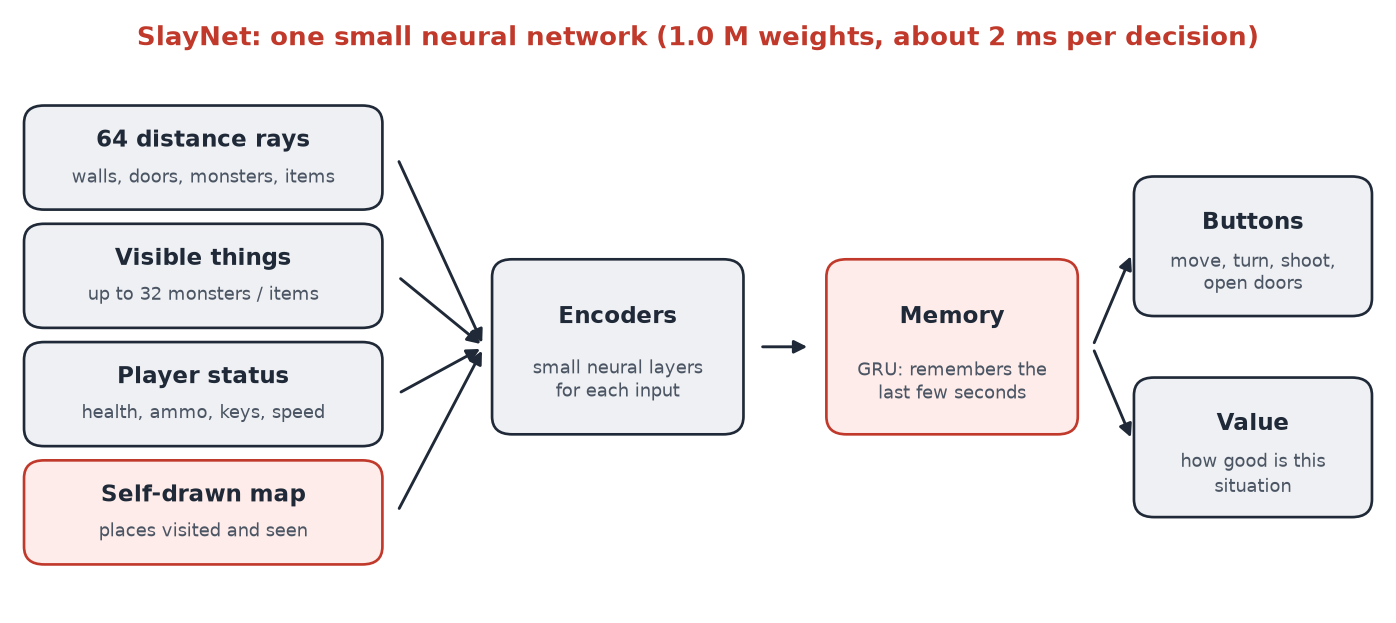 SlayNet: one small neural network (1.0 M weights, about 2 ms per decision)
64 distance rays
walls, doors, monsters, items
Visible things
up to 32 monsters / items
Player status
health, ammo, keys, speed
Self-drawn map
places visited and seen
Encoders
small neural layers
for each input
Memory
GRU: remembers the
last few seconds
Buttons
move, turn, shoot,
open doors
Value
how good is this
situation